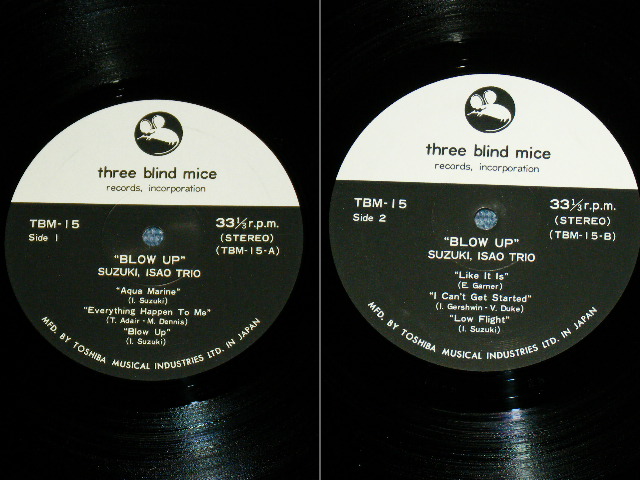 three blind mice
records, incorporation
TBM-15
Side 1
33⅓ r.p.m.
(STEREO)
(TBM-15-A)
"BLOW UP"
SUZUKI, ISAO TRIO
"Aqua Marine"
(I. Suzuki)
"Everything Happen To Me"
(T. Adair - M. Dennis)
"Blow Up"
(I. Suzuki)
MFD. BY TOSHIBA MUSICAL INDUSTRIES LTD. IN JAPAN
three blind mice
records, incorporation
TBM-15
Side 2
33⅓ r.p.m.
(STEREO)
(TBM-15-B)
"BLOW UP"
SUZUKI, ISAO TRIO
"Like It Is"
(E. Garner)
"I Can't Get Started"
(I. Gershwin - V. Duke)
"Low Flight"
(I. Suzuki)
MFD. BY TOSHIBA MUSICAL INDUSTRIES LTD. IN JAPAN